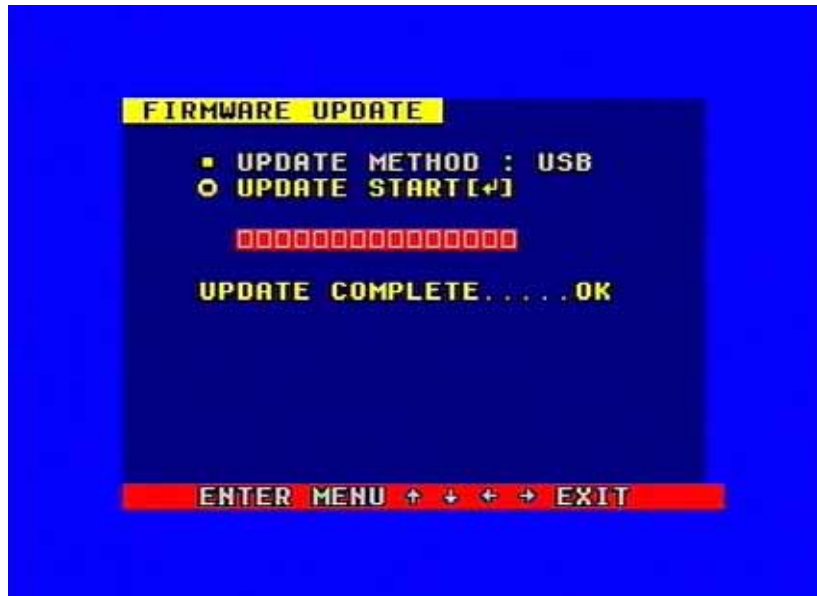 FIRMWARE UPDATE
UPDATE METHOD : USB
UPDATE START[↵]
UPDATE COMPLETE.....OK
ENTER MENU ↑ ↓ ← → EXIT